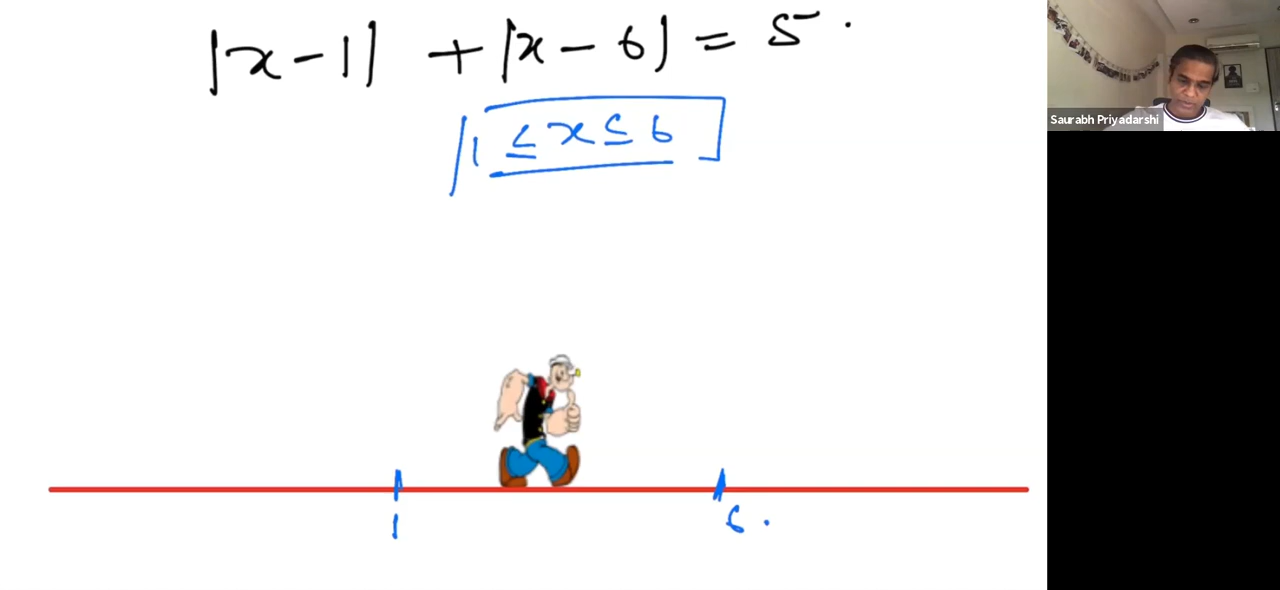 |x-1| + |x-6| = 5.
1 ≤ x ≤ 6
Saurabh Priyadarshi
1
6.